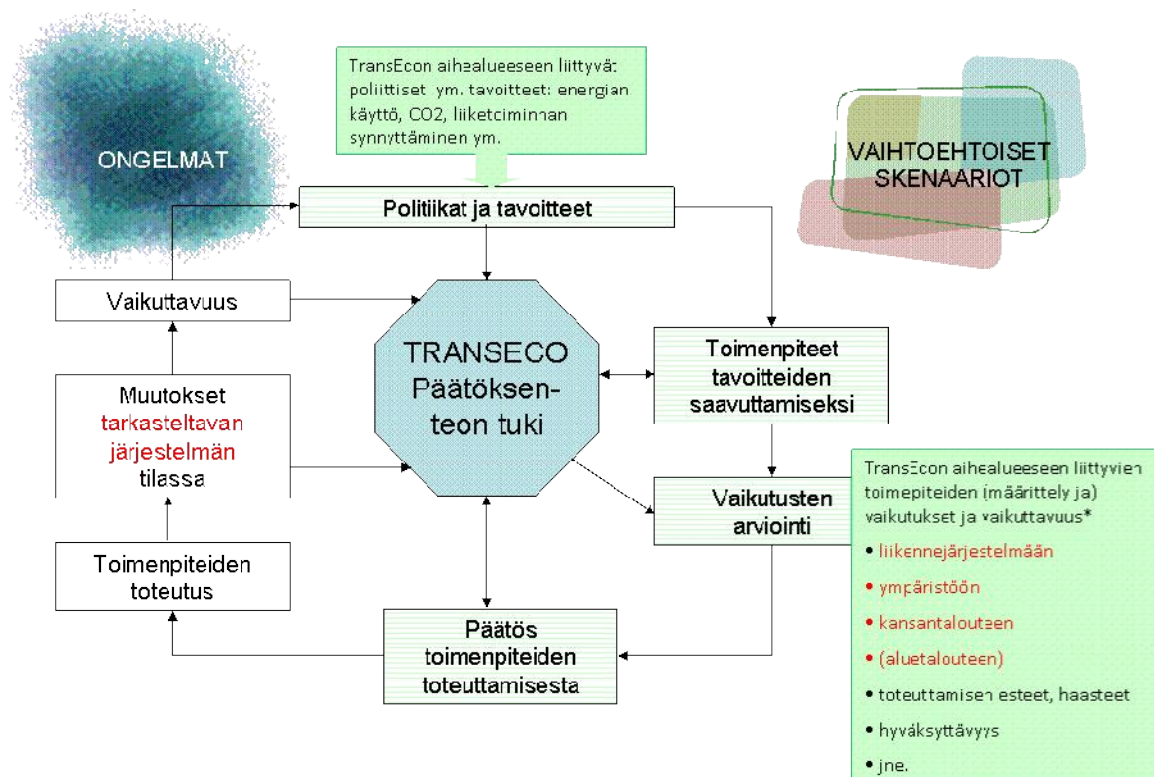 TransEcon aihealueeseen liittyvät
poliittiset ym. tavoitteet: energian
käyttö, CO2, liiketoiminnan
synnyttäminen ym.
ONGELMAT
VAIHTOEHTOISET
SKENAARIOT
Politiikat ja tavoitteet
Vaikuttavuus
TRANSECO
Päätöksen-
teon tuki
Toimenpiteet
tavoitteiden
saavuttamiseksi
Muutokset
tarkasteltavan
järjestelmän
tilassa
Vaikutusten
arviointi
TransEcon aihealueeseen liittyvien
toimepiteiden (määrittely ja)
vaikutukset ja vaikuttavuus*
• liikennejärjestelmään
• ympäristöön
• kansantalouteen
• (aluetalouteen)
• toteuttamisen esteet, haasteet
• hyväksyttävyys
• jne.
Toimenpiteiden
toteutus
Päätös
toimenpiteiden
toteuttamisesta